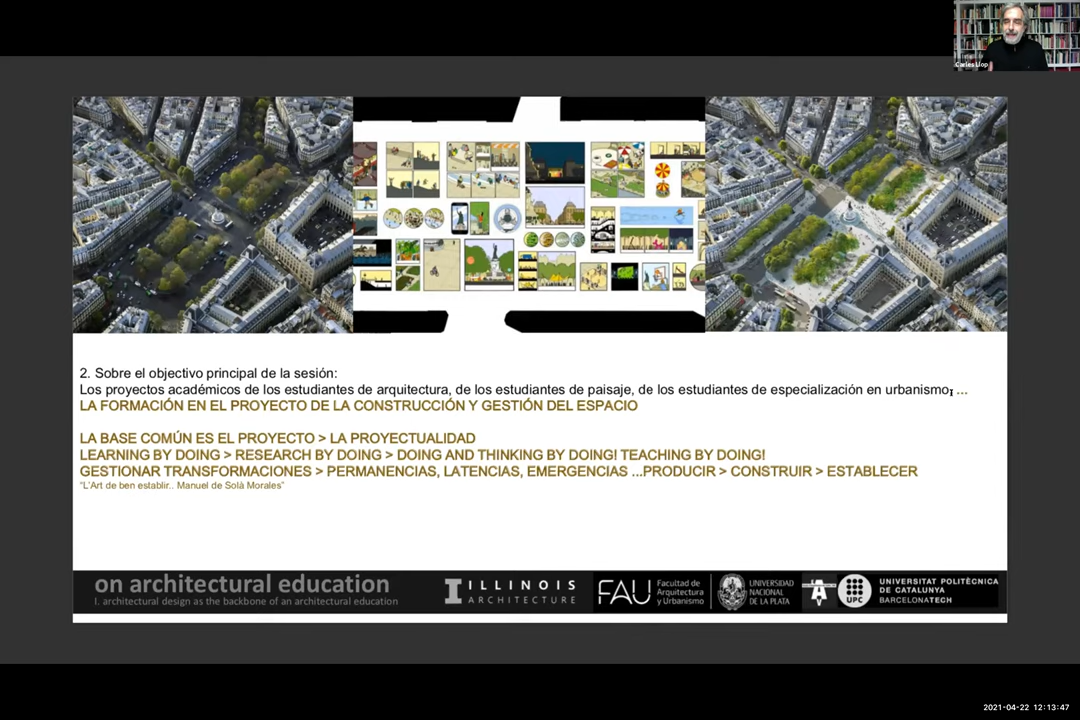 Carles Llop
2. Sobre el objectivo principal de la sesión:
Los proyectos académicos de los estudiantes de arquitectura, de los estudiantes de paisaje, de los estudiantes de especialización en urbanismo ...
LA FORMACIÓN EN EL PROYECTO DE LA CONSTRUCCIÓN Y GESTIÓN DEL ESPACIO
LA BASE COMÚN ES EL PROYECTO > LA PROYECTUALIDAD
LEARNING BY DOING > RESEARCH BY DOING > DOING AND THINKING BY DOING! TEACHING BY DOING!
GESTIONAR TRANSFORMACIONES > PERMANENCIAS, LATENCIAS, EMERGENCIAS ...PRODUCIR > CONSTRUIR > ESTABLECER
“L’Art de ben establir.. Manuel de Solà Morales”
on architectural education
I. architectural design as the backbone of an architectural education
ILLINOIS
ARCHITECTURE
FAU
Facultad de
Arquitectura
y Urbanismo
UNIVERSIDAD
NACIONAL
DE LA PLATA
UPC
UNIVERSITAT POLITÈCNICA
DE CATALUNYA
BARCELONATECH
2021-04-22 12:13:47